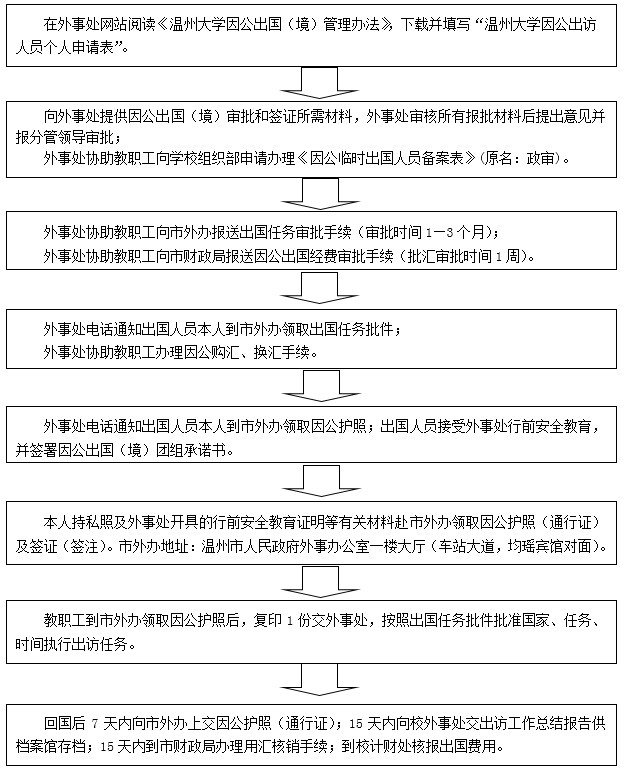 在外事处网站阅读《温州大学因公出国（境）管理办法》，下载并填写“温州大学因公出访
人员个人申请表”。
向外事处提供因公出国（境）审批和签证所需材料，外事处审核所有报批材料后提出意见并
报分管领导审批；
外事处协助教职工向学校组织部申请办理《因公临时出国人员备案表》(原名：政审)。
外事处协助教职工向市外办报送出国任务审批手续（审批时间1—3个月）；
外事处协助教职工向市财政局报送因公出国经费审批手续（批汇审批时间1周）。
外事处电话通知出国人员本人到市外办领取出国任务批件；
外事处协助教职工办理因公购汇、换汇手续。
外事处电话通知出国人员本人到市外办领取因公护照；出国人员接受外事处行前安全教育，
并签署因公出国（境）团组承诺书。
本人持私照及外事处开具的行前安全教育证明等有关材料赴市外办领取因公护照（通行证）
及签证（签注）。市外办地址：温州市人民政府外事办公室一楼大厅（车站大道，均瑶宾馆对面）。
教职工到市外办领取因公护照后，复印1份交外事处，按照出国任务批件批准国家、任务、
时间执行出访任务。
回国后 7 天内向市外办上交因公护照（通行证）；15 天内向校外事处交出访工作总结报告供
档案馆存档；15天内到市财政局办理用汇核销手续；到校计财处核报出国费用。